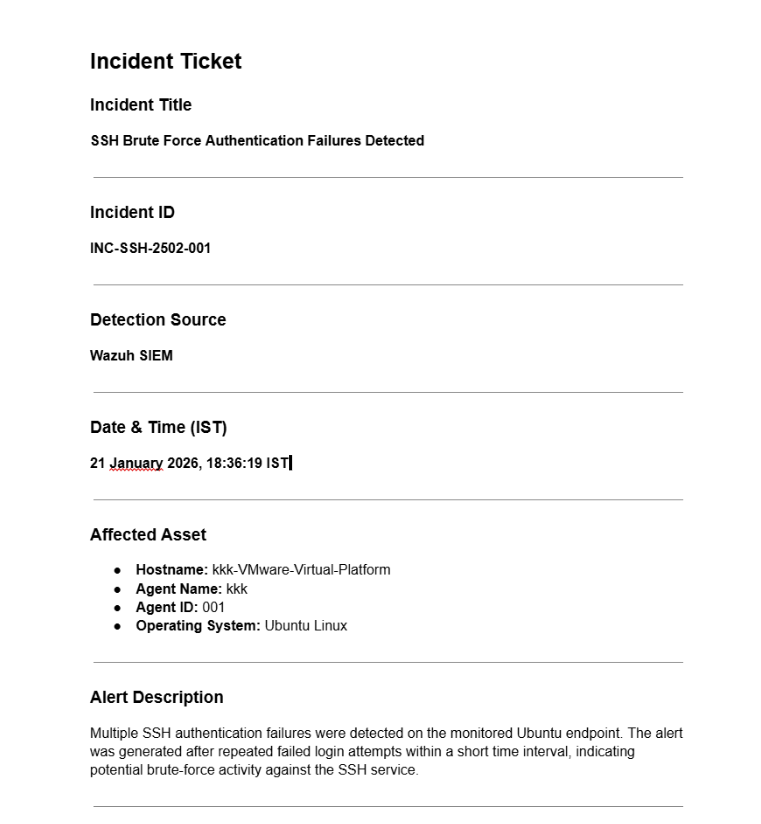 Incident Ticket
Incident Title
SSH Brute Force Authentication Failures Detected
Incident ID
INC-SSH-2502-001
Detection Source
Wazuh SIEM
Date & Time (IST)
21 January 2026, 18:36:19 IST
Affected Asset
● Hostname: kkk-VMware-Virtual-Platform
● Agent Name: kkk
● Agent ID: 001
● Operating System: Ubuntu Linux
Alert Description
Multiple SSH authentication failures were detected on the monitored Ubuntu endpoint. The alert
was generated after repeated failed login attempts within a short time interval, indicating
potential brute-force activity against the SSH service.